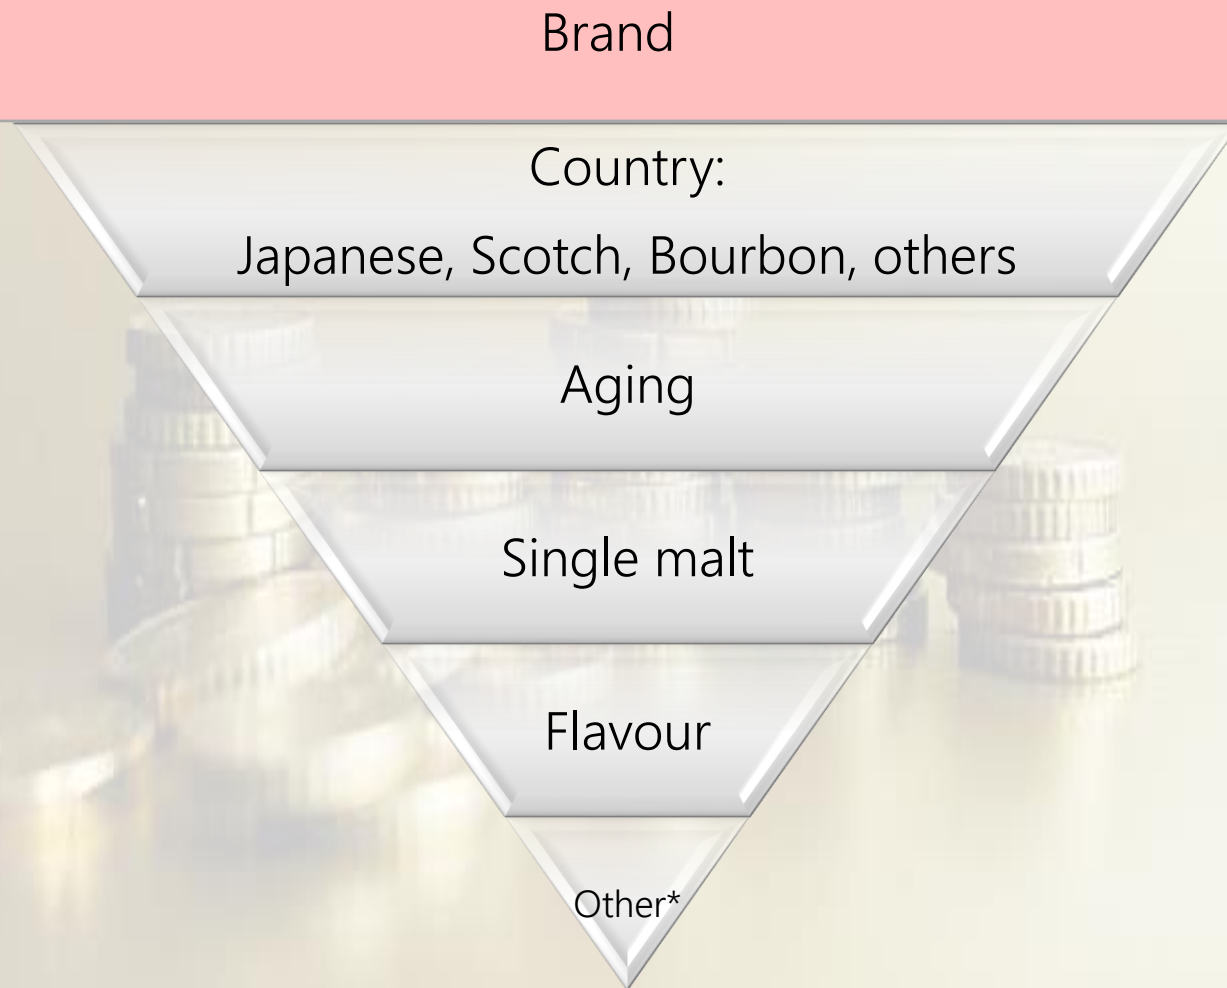 Brand
Country:
Japanese, Scotch, Bourbon, others
Aging
Single malt
Flavour
Other*